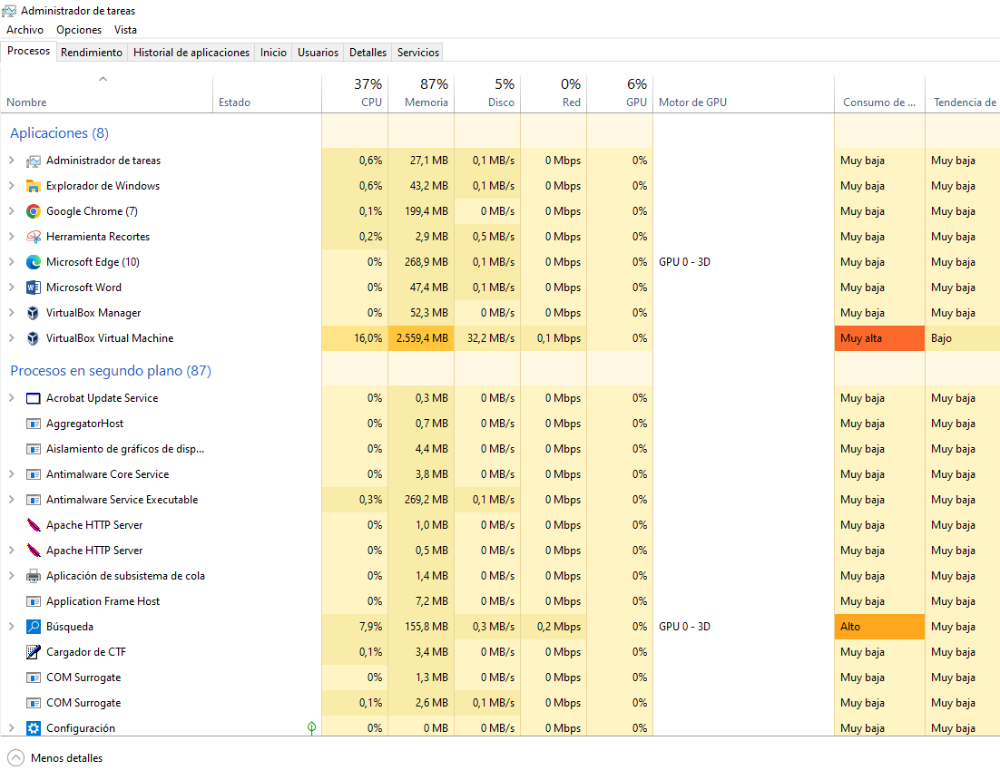 Administrador de tareas
Archivo Opciones Vista
Procesos Rendimiento Historial de aplicaciones Inicio Usuarios Detalles Servicios
37% 87% 5% 0% 6%
Nombre Estado CPU Memoria Disco Red GPU Motor de GPU Consumo de ... Tendencia de
Aplicaciones (8)
Administrador de tareas 0,6% 27,1 MB 0,1 MB/s 0 Mbps 0% Muy baja Muy baja
Explorador de Windows 0,6% 43,2 MB 0,1 MB/s 0 Mbps 0% Muy baja Muy baja
Google Chrome (7) 0,1% 199,4 MB 0 MB/s 0 Mbps 0% Muy baja Muy baja
Herramienta Recortes 0,2% 2,9 MB 0,5 MB/s 0 Mbps 0% Muy baja Muy baja
Microsoft Edge (10) 0% 268,9 MB 0,1 MB/s 0 Mbps 0% GPU 0 - 3D Muy baja Muy baja
Microsoft Word 0% 47,4 MB 0,1 MB/s 0 Mbps 0% Muy baja Muy baja
VirtualBox Manager 0% 52,3 MB 0 MB/s 0 Mbps 0% Muy baja Muy baja
VirtualBox Virtual Machine 16,0% 2.559,4 MB 32,2 MB/s 0,1 Mbps 0% Muy alta Bajo
Procesos en segundo plano (87)
Acrobat Update Service 0% 0,3 MB 0 MB/s 0 Mbps 0% Muy baja Muy baja
AggregatorHost 0% 0,7 MB 0 MB/s 0 Mbps 0% Muy baja Muy baja
Aislamiento de gráficos de disp... 0% 4,4 MB 0 MB/s 0 Mbps 0% Muy baja Muy baja
Antimalware Core Service 0% 3,8 MB 0 MB/s 0 Mbps 0% Muy baja Muy baja
Antimalware Service Executable 0,3% 269,2 MB 0,1 MB/s 0 Mbps 0% Muy baja Muy baja
Apache HTTP Server 0% 1,0 MB 0 MB/s 0 Mbps 0% Muy baja Muy baja
Apache HTTP Server 0% 0,5 MB 0 MB/s 0 Mbps 0% Muy baja Muy baja
Aplicación de subsistema de cola 0% 1,4 MB 0 MB/s 0 Mbps 0% Muy baja Muy baja
Application Frame Host 0% 7,2 MB 0 MB/s 0 Mbps 0% Muy baja Muy baja
Búsqueda 7,9% 155,8 MB 0,3 MB/s 0,2 Mbps 0% GPU 0 - 3D Alto Muy baja
Cargador de CTF 0,1% 3,4 MB 0 MB/s 0 Mbps 0% Muy baja Muy baja
COM Surrogate 0% 1,3 MB 0 MB/s 0 Mbps 0% Muy baja Muy baja
COM Surrogate 0,1% 2,6 MB 0,1 MB/s 0 Mbps 0% Muy baja Muy baja
Configuración 0% 0 MB 0 MB/s 0 Mbps 0% Muy baja Muy baja
Menos detalles